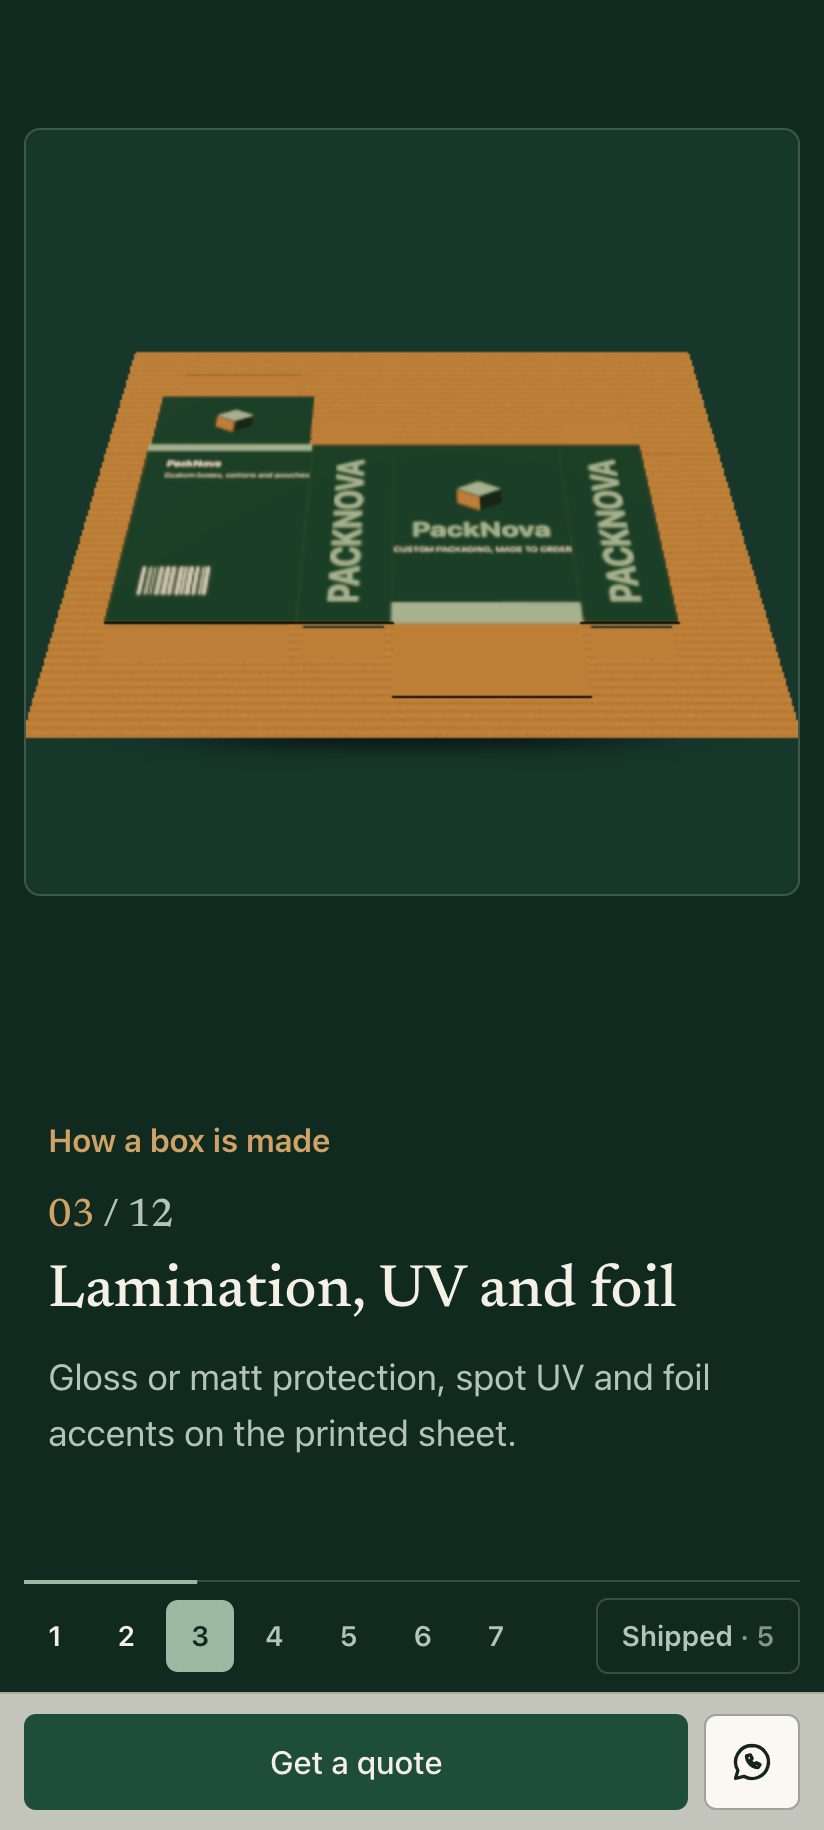 PackNova
Custom boxes, cartons and pouches
PACKNOVA
PackNova
CUSTOM PACKAGING, MADE TO ORDER
PACKNOVA
How a box is made
03 / 12
Lamination, UV and foil
Gloss or matt protection, spot UV and foil
accents on the printed sheet.
1 2 3 4 5 6 7 Shipped · 5
Get a quote